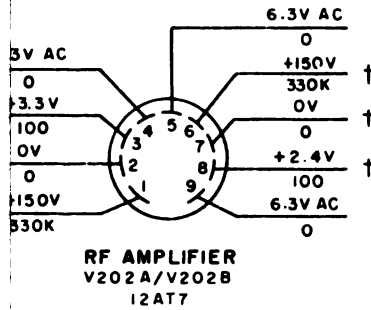 6.3V AC
0
3V AC
0
+150V
330K
†
+3.3V
100
0V
0
†
0V
0
+2.4V
100
†
+150V
330K
6.3V AC
0
1
2
3
4
5
6
7
8
9
RF AMPLIFIER
V202A/V202B
12AT7